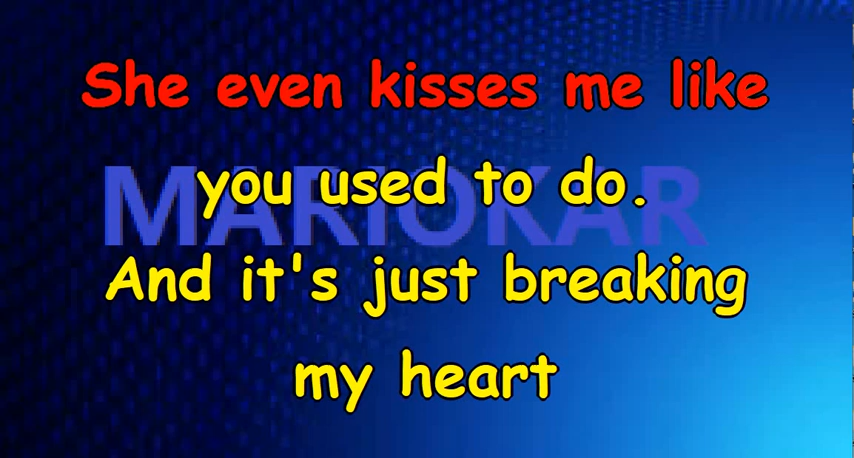 She even kisses me like
MARIOKAR
you used to do.
And it's just breaking
my heart